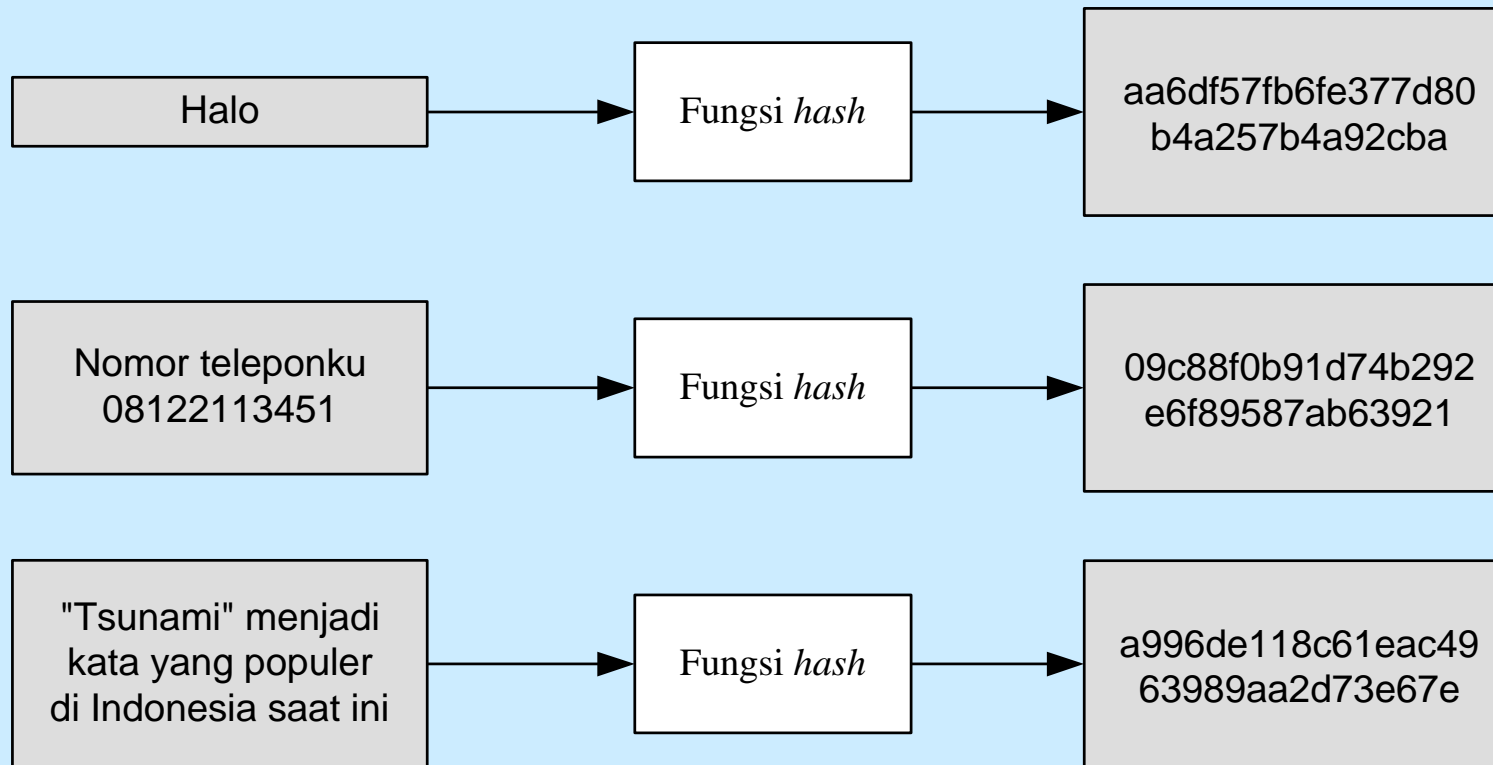 Halo
Fungsi hash
aa6df57fb6fe377d80
b4a257b4a92cba
Nomor teleponku
08122113451
Fungsi hash
09c88f0b91d74b292
e6f89587ab63921
"Tsunami" menjadi
kata yang populer
di Indonesia saat ini
Fungsi hash
a996de118c61eac49
63989aa2d73e67e